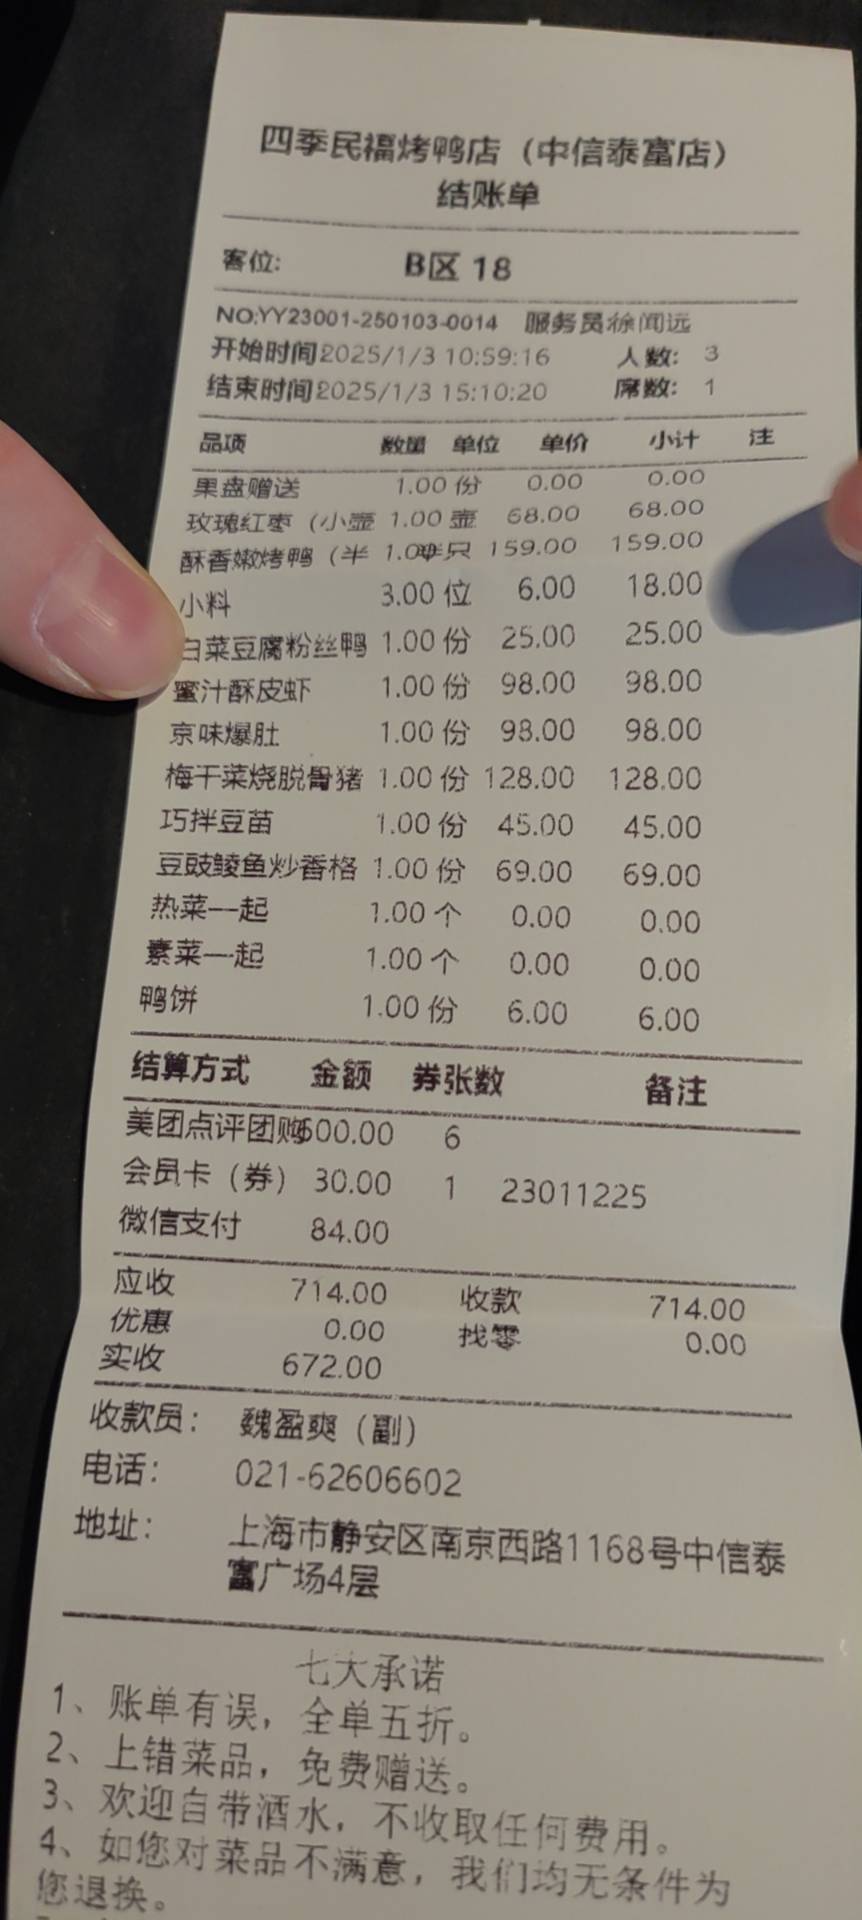 四季民福烤鸭店（中信泰富店）
结账单
客位: B区 18
NO:YY23001-250103-0014 服务员:徐闻远
开始时间2025/1/3 10:59:16 人数: 3
结束时间2025/1/3 15:10:20 席数: 1
品项 数量 单位 单价 小计 注
果盘赠送 1.00 份 0.00 0.00
玫瑰红枣（小壶 1.00 壶 68.00 68.00
酥香嫩烤鸭（半 1.00半只 159.00 159.00
小料 3.00 位 6.00 18.00
白菜豆腐粉丝鸭 1.00 份 25.00 25.00
蜜汁酥皮虾 1.00 份 98.00 98.00
京味爆肚 1.00 份 98.00 98.00
梅干菜烧脱骨猪 1.00 份 128.00 128.00
巧拌豆苗 1.00 份 45.00 45.00
豆豉鲮鱼炒香格 1.00 份 69.00 69.00
热菜一起 1.00 个 0.00 0.00
素菜一起 1.00 个 0.00 0.00
鸭饼 1.00 份 6.00 6.00
结算方式 金额 券张数 备注
美团点评团购600.00 6
会员卡（券） 30.00 1 23011225
微信支付 84.00
应收 714.00 收款 714.00
优惠 0.00 找零 0.00
实收 672.00
收款员: 魏盈爽（副）
电话: 021-62606602
地址: 上海市静安区南京西路1168号中信泰
富广场4层
七大承诺
1、账单有误，全单五折。
2、上错菜品，免费赠送。
3、欢迎自带酒水，不收取任何费用。
4、如您对菜品不满意，我们均无条件为
您退换。